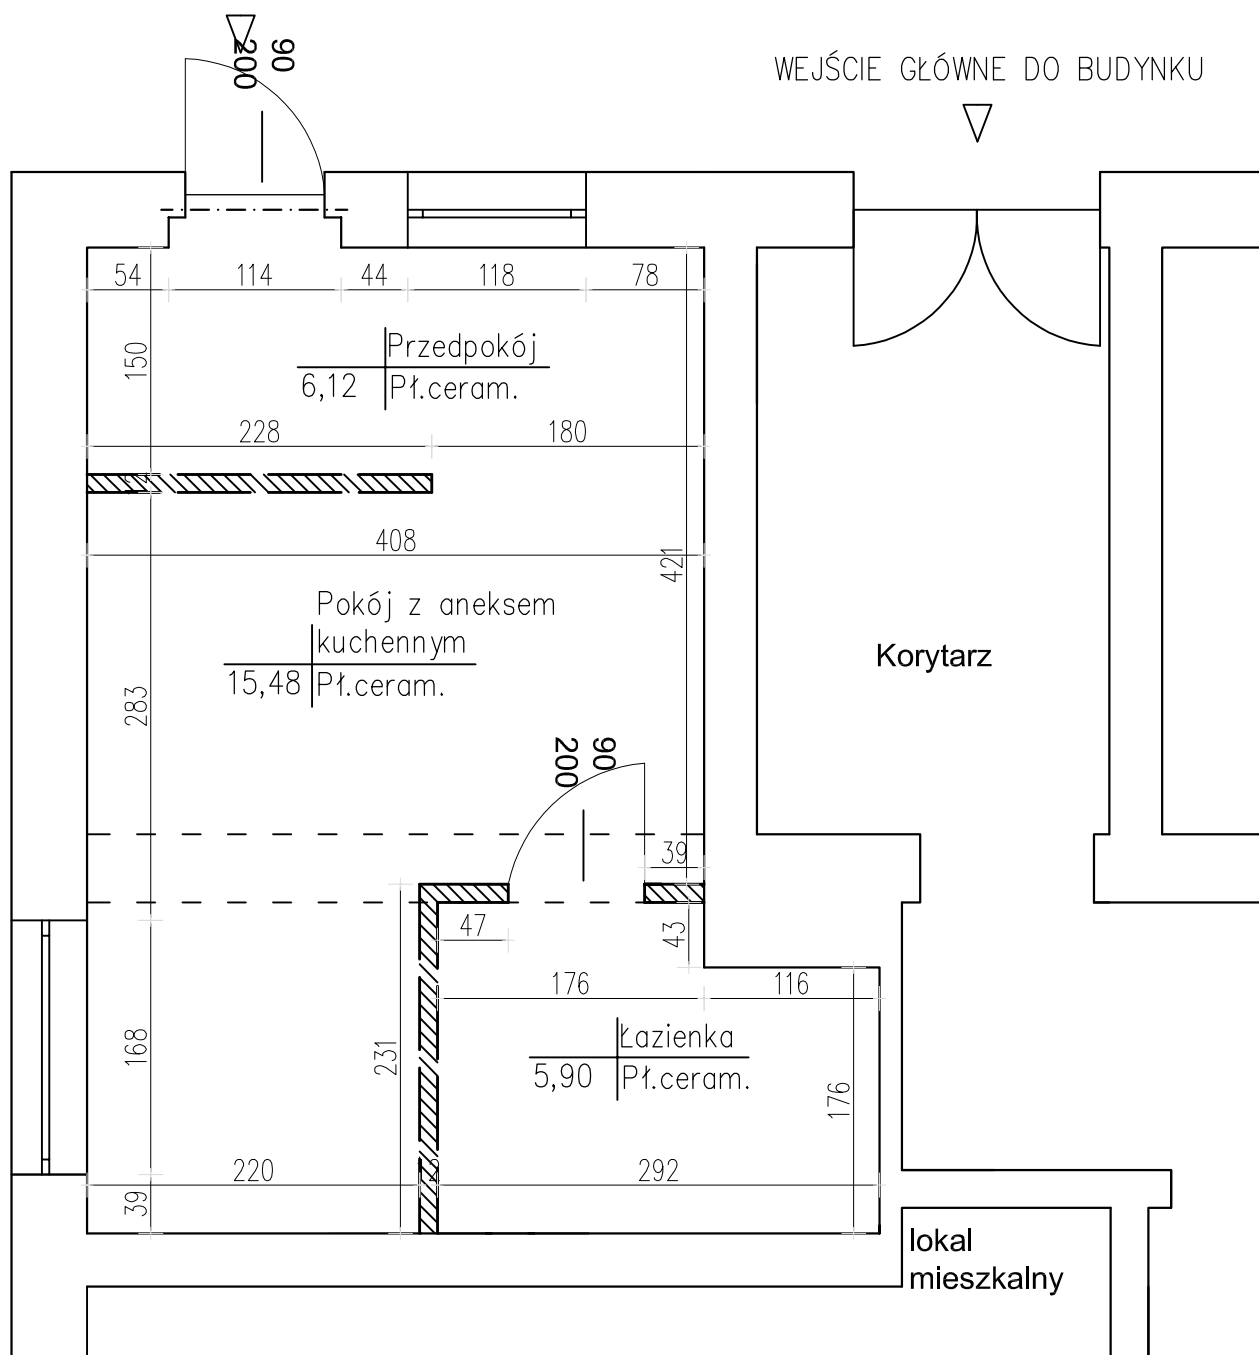 90
200
WEJŚCIE GŁÓWNE DO BUDYNKU
54
114
44
118
78
150
Przedpokój
6,12
Pł.ceram.
228
180
408
421
Pokój z aneksem
kuchennym
15,48
Pł.ceram.
Korytarz
283
90
200
39
47
43
176
116
168
231
Łazienka
5,90
Pł.ceram.
176
220
292
39
lokal
mieszkalny